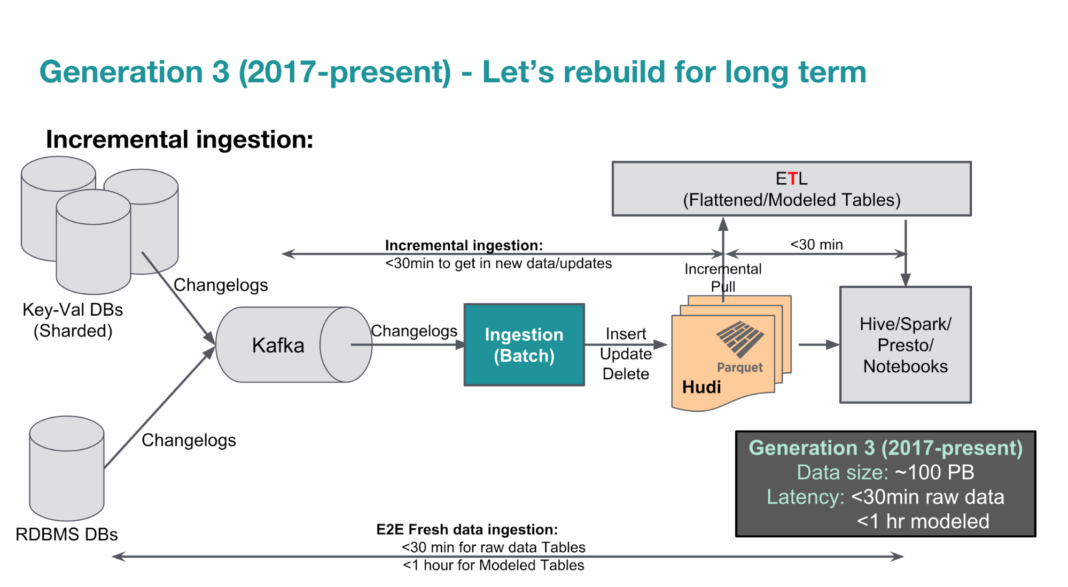 Generation 3 (2017-present) - Let's rebuild for long term
Incremental ingestion:
ETL
(Flattened/Modeled Tables)
Incremental ingestion:
<30min to get in new data/updates
<30 min
Incremental
Pull
Changelogs
Key-Val DBs
(Sharded)
Kafka
Changelogs
Ingestion
(Batch)
Insert
Update
Delete
Parquet
Hudi
Hive/Spark/
Presto/
Notebooks
Changelogs
RDBMS DBs
Generation 3 (2017-present)
Data size: ~100 PB
Latency: <30min raw data
<1 hr modeled
E2E Fresh data ingestion:
<30 min for raw data Tables
<1 hour for Modeled Tables